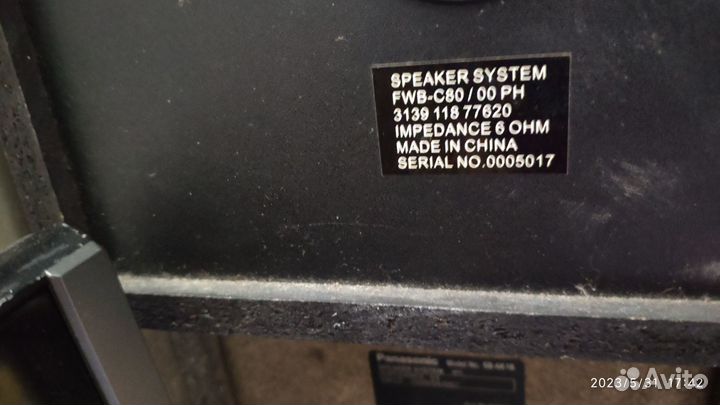 SPEAKER SYSTEM
FWB-C80 / 00 PH
3139 118 77620
IMPEDANCE 6 OHM
MADE IN CHINA
SERIAL NO.0005017
Panasonic
2023/5/31 17:42
Avito